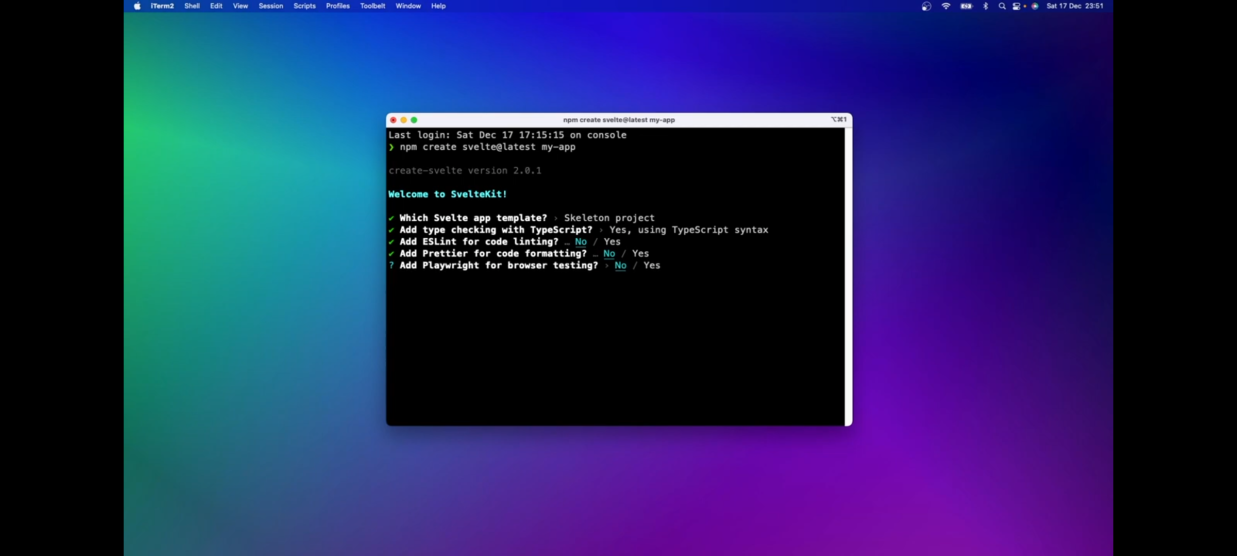 iTerm2 Shell Edit View Session Scripts Profiles Toolbelt Window Help Sat 17 Dec 23:51
npm create svelte@latest my-app ⌥⌘1
Last login: Sat Dec 17 17:15:15 on console
❯ npm create svelte@latest my-app
create-svelte version 2.0.1
Welcome to SvelteKit!
✔ Which Svelte app template? › Skeleton project
✔ Add type checking with TypeScript? › Yes, using TypeScript syntax
✔ Add ESLint for code linting? … No / Yes
✔ Add Prettier for code formatting? … No / Yes
? Add Playwright for browser testing? › No / Yes